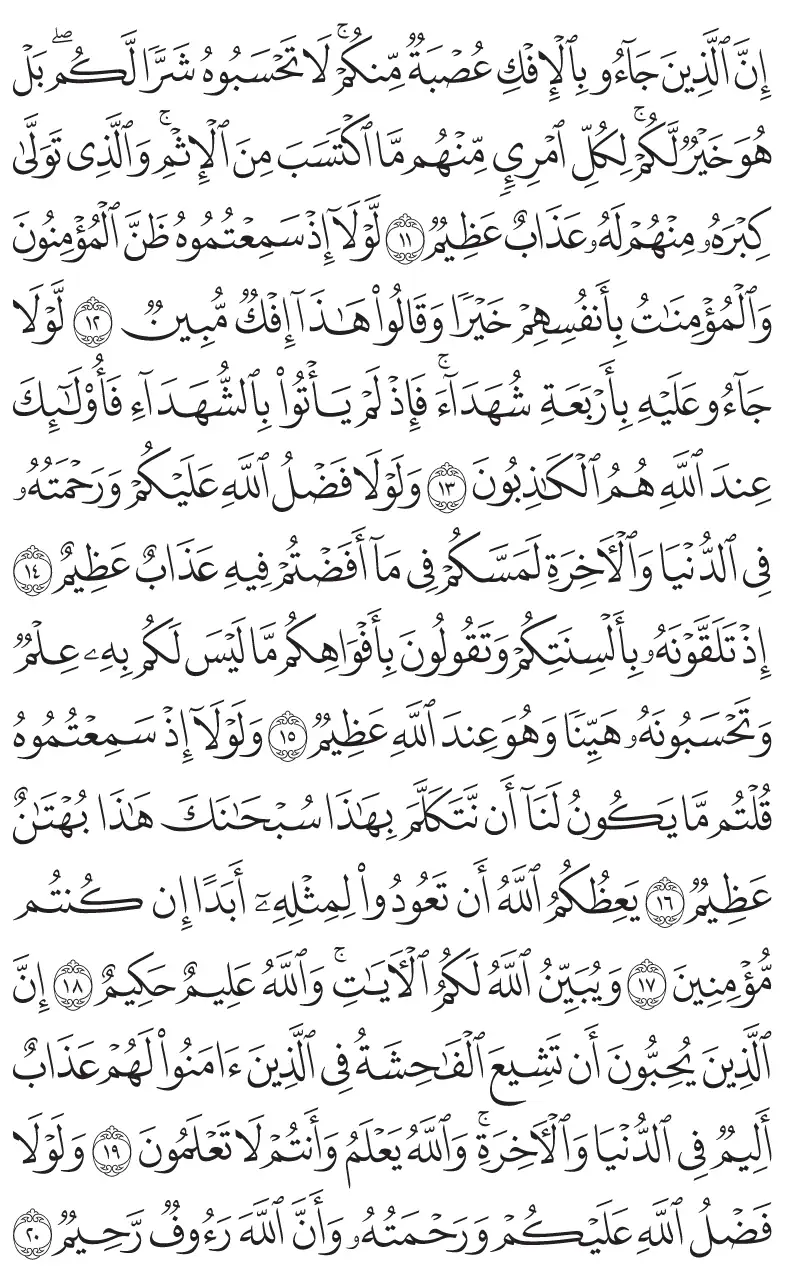 إِنَّ ٱلَّذِينَ جَآءُو بِٱلْإِفْكِ عُصْبَةٌ مِّنكُمْ ۚ لَا تَحْسَبُوهُ شَرًّا لَّكُم ۖ بَلْ
هُوَ خَيْرٌ لَّكُمْ ۚ لِكُلِّ ٱمْرِئٍ مِّنْهُم مَّا ٱكْتَسَبَ مِنَ ٱلْإِثْمِ ۚ وَٱلَّذِى تَوَلَّىٰ
كِبْرَهُۥ مِنْهُمْ لَهُۥ عَذَابٌ عَظِيمٌ ١١ لَّوْلَآ إِذْ سَمِعْتُمُوهُ ظَنَّ ٱلْمُؤْمِنُونَ
وَٱلْمُؤْمِنَٰتُ بِأَنفُسِهِمْ خَيْرًا وَقَالُوا۟ هَٰذَآ إِفْكٌ مُّبِينٌ ١٢ لَّوْلَا
جَآءُو عَلَيْهِ بِأَرْبَعَةِ شُهَدَآءَ ۚ فَإِذْ لَمْ يَأْتُوا۟ بِٱلشُّهَدَآءِ فَأُو۟لَٰٓئِكَ
عِندَ ٱللَّهِ هُمُ ٱلْكَٰذِبُونَ ١٣ وَلَوْلَا فَضْلُ ٱللَّهِ عَلَيْكُمْ وَرَحْمَتُهُۥ
فِى ٱلدُّنْيَا وَٱلْءَاخِرَةِ لَمَسَّكُمْ فِى مَآ أَفَضْتُمْ فِيهِ عَذَابٌ عَظِيمٌ ١٤
إِذْ تَلَقَّوْنَهُۥ بِأَلْسِنَتِكُمْ وَتَقُولُونَ بِأَفْوَاهِكُم مَّا لَيْسَ لَكُم بِهِۦ عِلْمٌ
وَتَحْسَبُونَهُۥ هَيِّنًا وَهُوَ عِندَ ٱللَّهِ عَظِيمٌ ١٥ وَلَوْلَآ إِذْ سَمِعْتُمُوهُ
قُلْتُم مَّا يَكُونُ لَنَآ أَن نَّتَكَلَّمَ بِهَٰذَا سُبْحَٰنَكَ هَٰذَا بُهْتَٰنٌ
عَظِيمٌ ١٦ يَعِظُكُمُ ٱللَّهُ أَن تَعُودُوا۟ لِمِثْلِهِۦٓ أَبَدًا إِن كُنتُم
مُّؤْمِنِينَ ١٧ وَيُبَيِّنُ ٱللَّهُ لَكُمُ ٱلْءَايَٰتِ ۚ وَٱللَّهُ عَلِيمٌ حَكِيمٌ ١٨ إِنَّ
ٱلَّذِينَ يُحِبُّونَ أَن تَشِيعَ ٱلْفَٰحِشَةُ فِى ٱلَّذِينَ ءَامَنُوا۟ لَهُمْ عَذَابٌ
أَلِيمٌ فِى ٱلدُّنْيَا وَٱلْءَاخِرَةِ ۚ وَٱللَّهُ يَعْلَمُ وَأَنتُمْ لَا تَعْلَمُونَ ١٩ وَلَوْلَا
فَضْلُ ٱللَّهِ عَلَيْكُمْ وَرَحْمَتُهُۥ وَأَنَّ ٱللَّهَ رَءُوفٌ رَّحِيمٌ ٢٠